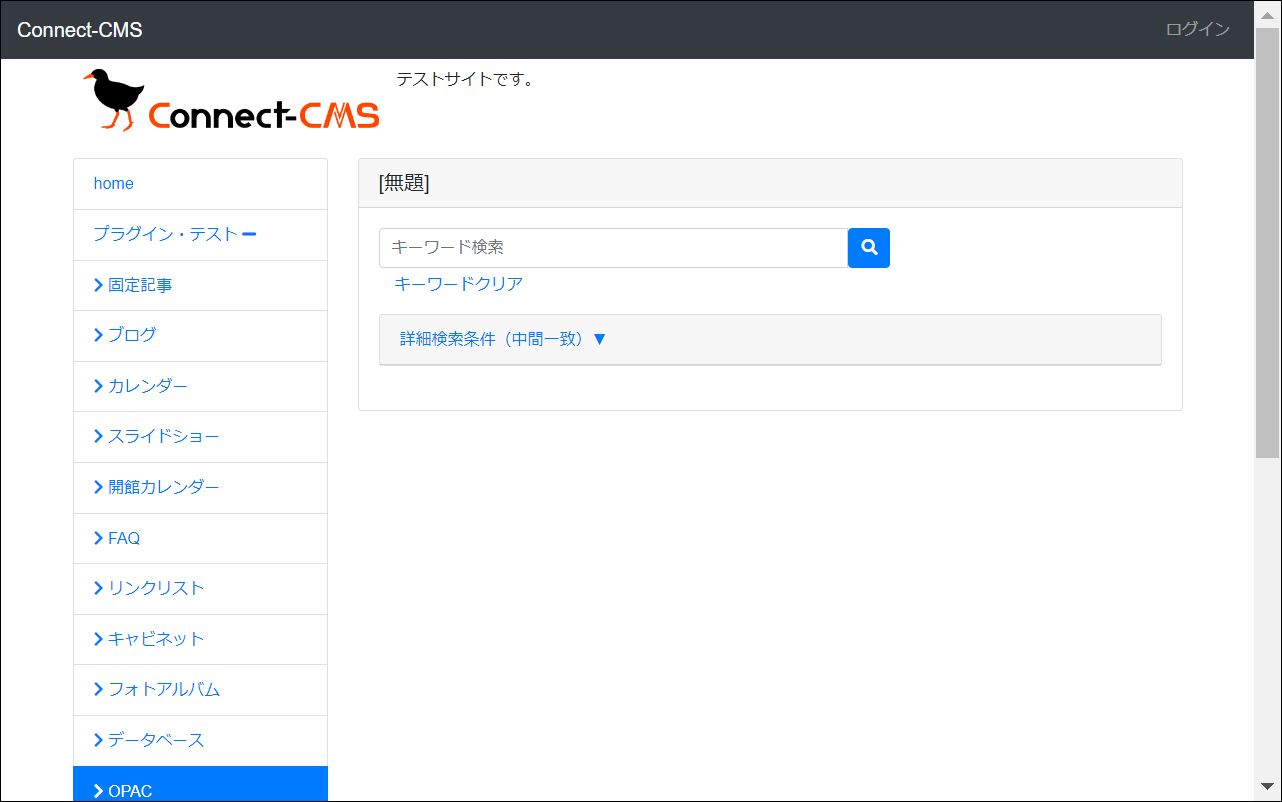 Connect-CMS
ログイン
Connect-CMS
テストサイトです。
home
プラグイン・テスト
固定記事
ブログ
カレンダー
スライドショー
開館カレンダー
FAQ
リンクリスト
キャビネット
フォトアルバム
データベース
OPAC
[無題]
キーワード検索
キーワードクリア
詳細検索条件（中間一致）▼